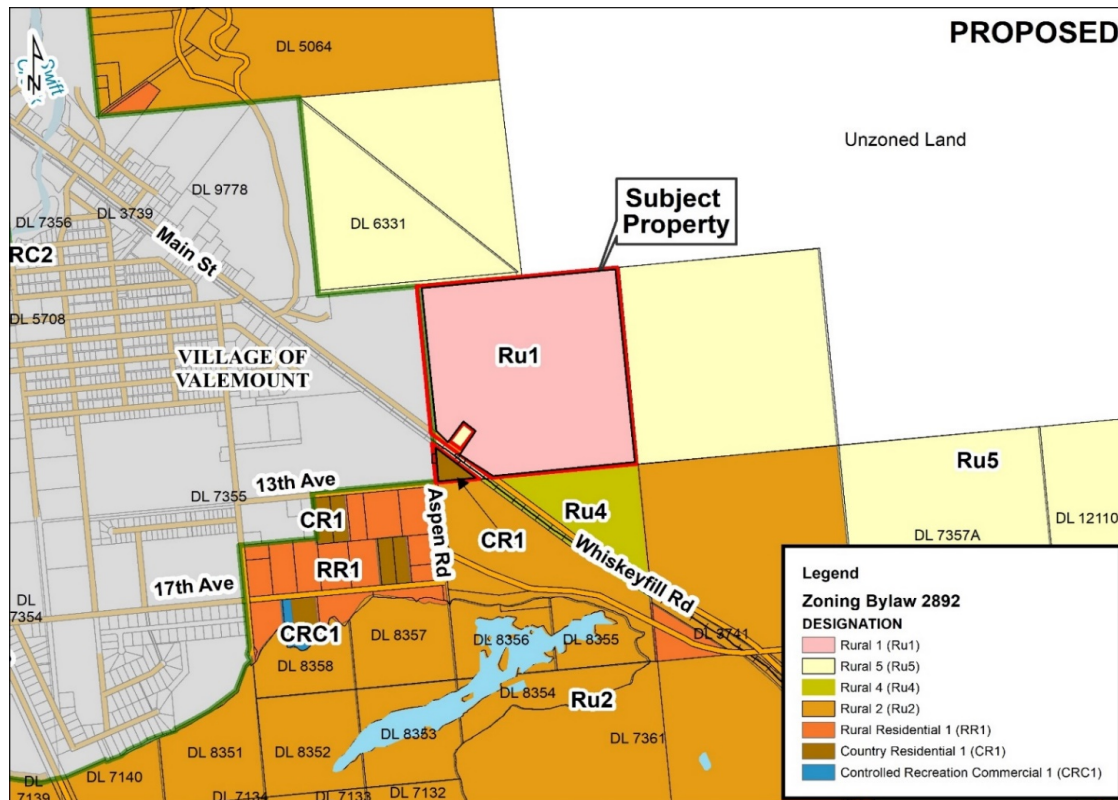 PROPOSED
DL 5064
N
Swift
Unzoned Land
DL 9778
DL 7356
DL 3739
Subject
Property
DL 6331
RC2
Main St
DL 5708
Ru1
VILLAGE OF
VALEMOUNT
Ru5
13th Ave
DL 7355
Aspen Rd
Ru4
CR1
CR1
DL 12110
DL 7357A
Whiskeyfill Rd
RR1
17th Ave
DL
7354
CRC1
DL 8357
DL 8356
DL 8355
DL 3741
DL 8358
DL 8354
Ru2
DL 8353
DL 7361
DL 8351
DL 8352
DL 7140
DL
7139
DL 7134
DL 7133
DL 7132
Legend
Zoning Bylaw 2892
DESIGNATION
Rural 1 (Ru1)
Rural 5 (Ru5)
Rural 4 (Ru4)
Rural 2 (Ru2)
Rural Residential 1 (RR1)
Country Residential 1 (CR1)
Controlled Recreation Commercial 1 (CRC1)